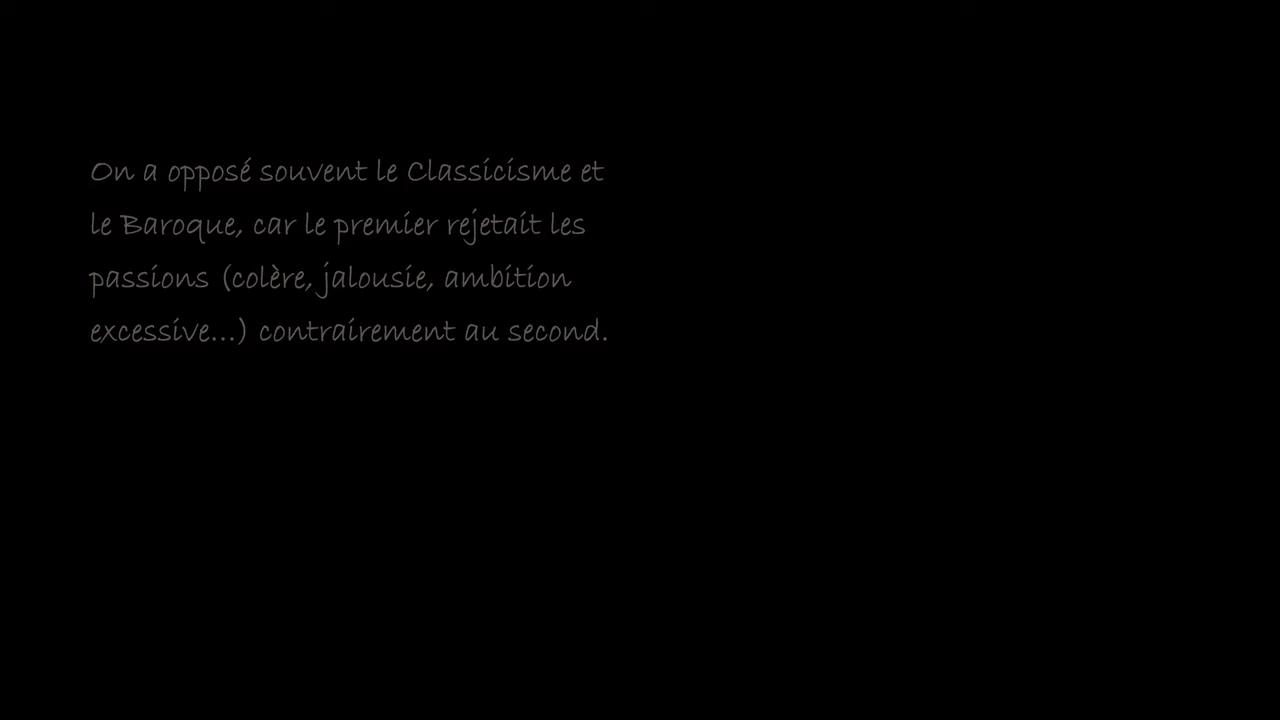 On a opposé souvent le Classicisme et
le Baroque, car le premier rejetait les
passions (colère, jalousie, ambition
excessive...) contrairement au second.